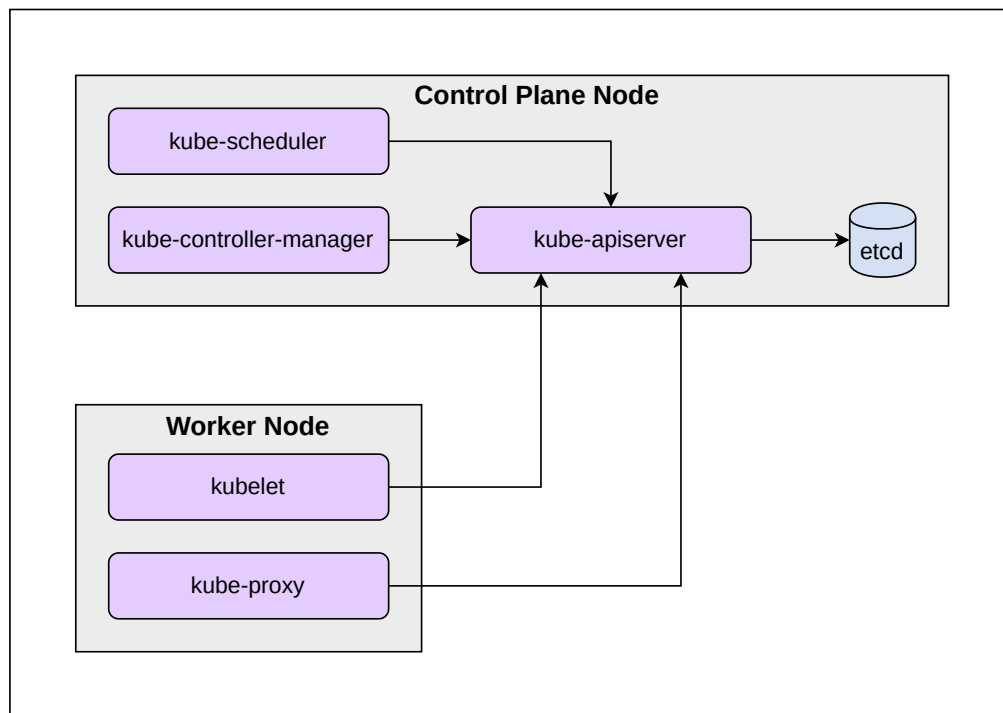 Control Plane Node
kube-scheduler
kube-controller-manager
kube-apiserver
etcd
Worker Node
kubelet
kube-proxy